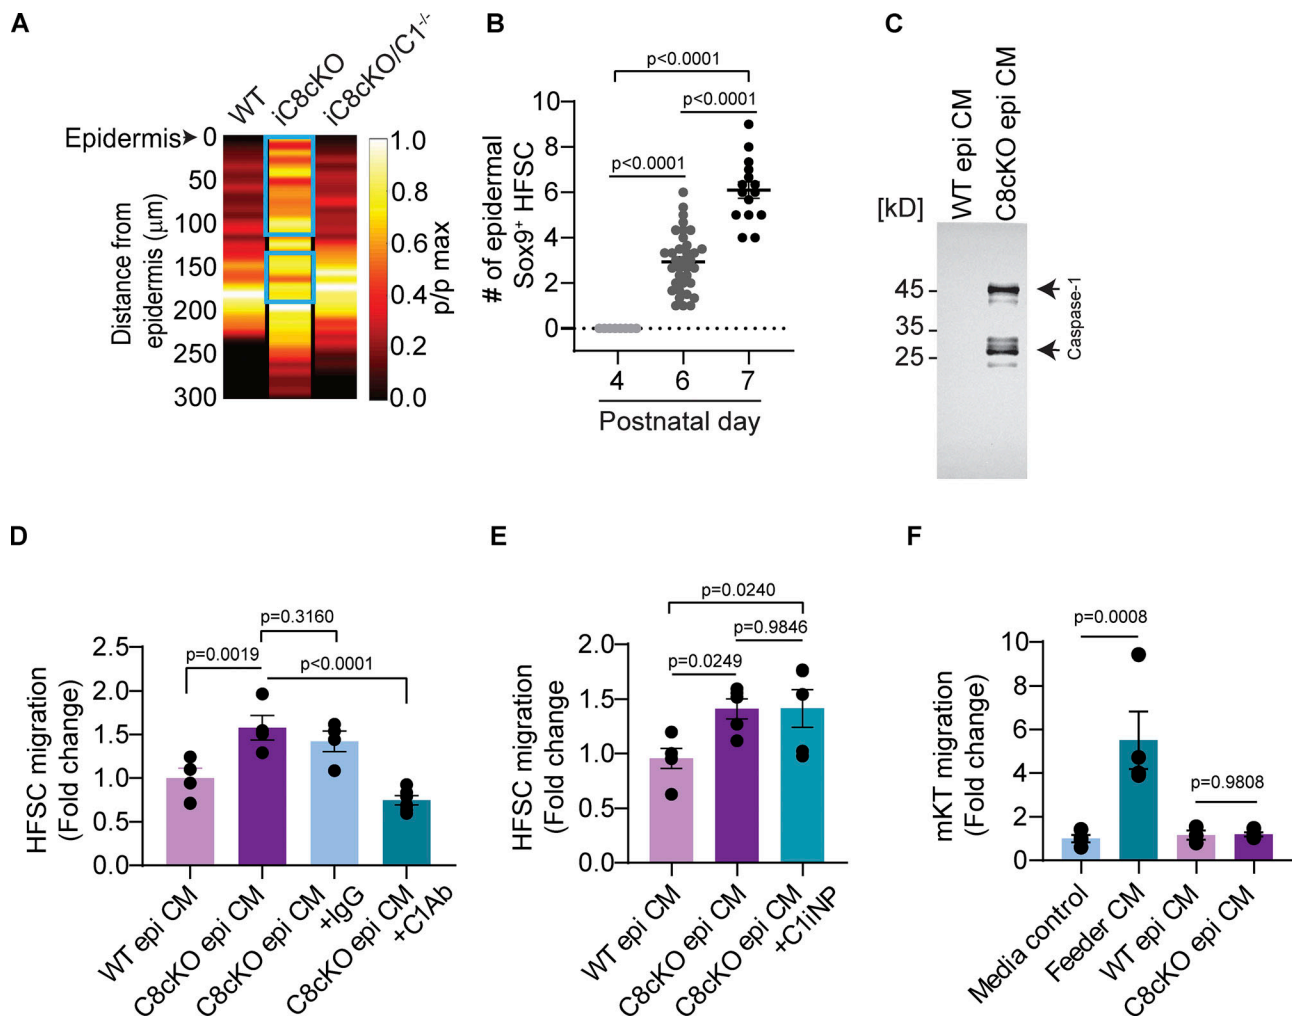 A
WT
iC8cKO
iC8cKO/C1-/-
Epidermis
0
50
100
150
200
250
300
Distance from
epidermis (μm)
1.0
0.8
0.6
0.4
0.2
0.0
p/p max
B
p<0.0001
p<0.0001
p<0.0001
10
8
6
4
2
0
# of epidermal
Sox9+ HFSC
4 6 7
Postnatal day
C
WT epi CM
C8cKO epi CM
[kD]
45
35
25
Caspase-1
D
p=0.3160
p=0.0019
p<0.0001
2.5
2.0
1.5
1.0
0.5
0.0
HFSC migration
(Fold change)
WT epi CM
C8cKO epi CM
C8cKO epi CM
+IgG
C8cKO epi CM
+C1Ab
E
p=0.0240
p=0.9846
p=0.0249
2.0
1.5
1.0
0.5
0.0
HFSC migration
(Fold change
WT epi CM
C8cKO epi CM
C8cKO epi CM
+C1iNP
F
p=0.0008
p=0.9808
10
8
6
4
2
0
mKT migration
(Fold change)
Media control
Feeder CM
WT epi CM
C8cKO epi CM